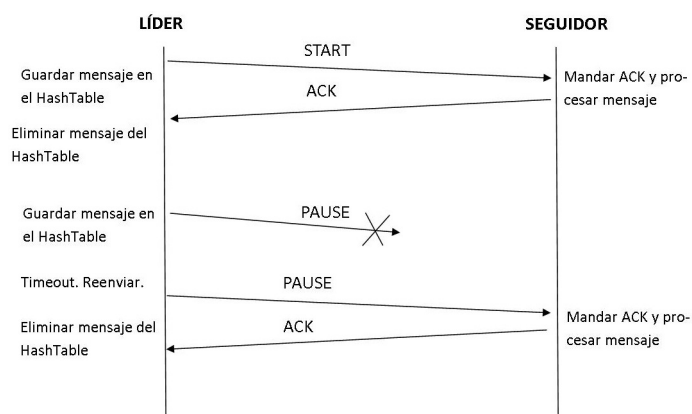 LÍDER
SEGUIDOR
START
Guardar mensaje en
el HashTable
Mandar ACK y pro-
cesar mensaje
ACK
Eliminar mensaje del
HashTable
Guardar mensaje en
el HashTable
PAUSE
Timeout. Reenviar.
PAUSE
Mandar ACK y pro-
cesar mensaje
ACK
Eliminar mensaje del
HashTable